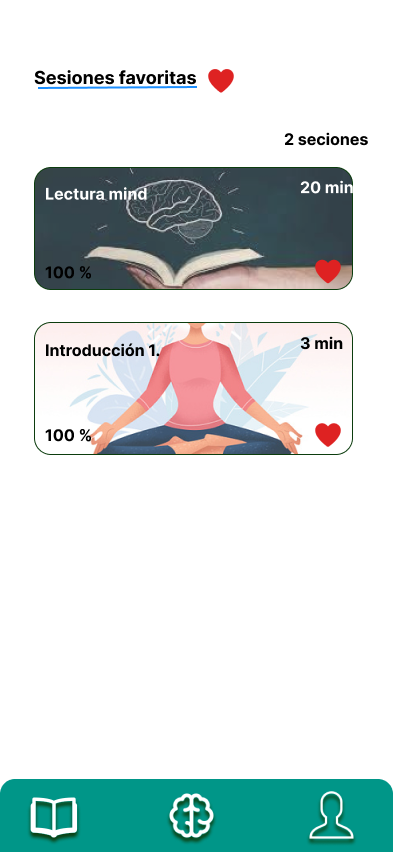 Sesiones favoritas
2 seciones
Lectura mind
20 min
100 %
Introducción 1.
3 min
100 %